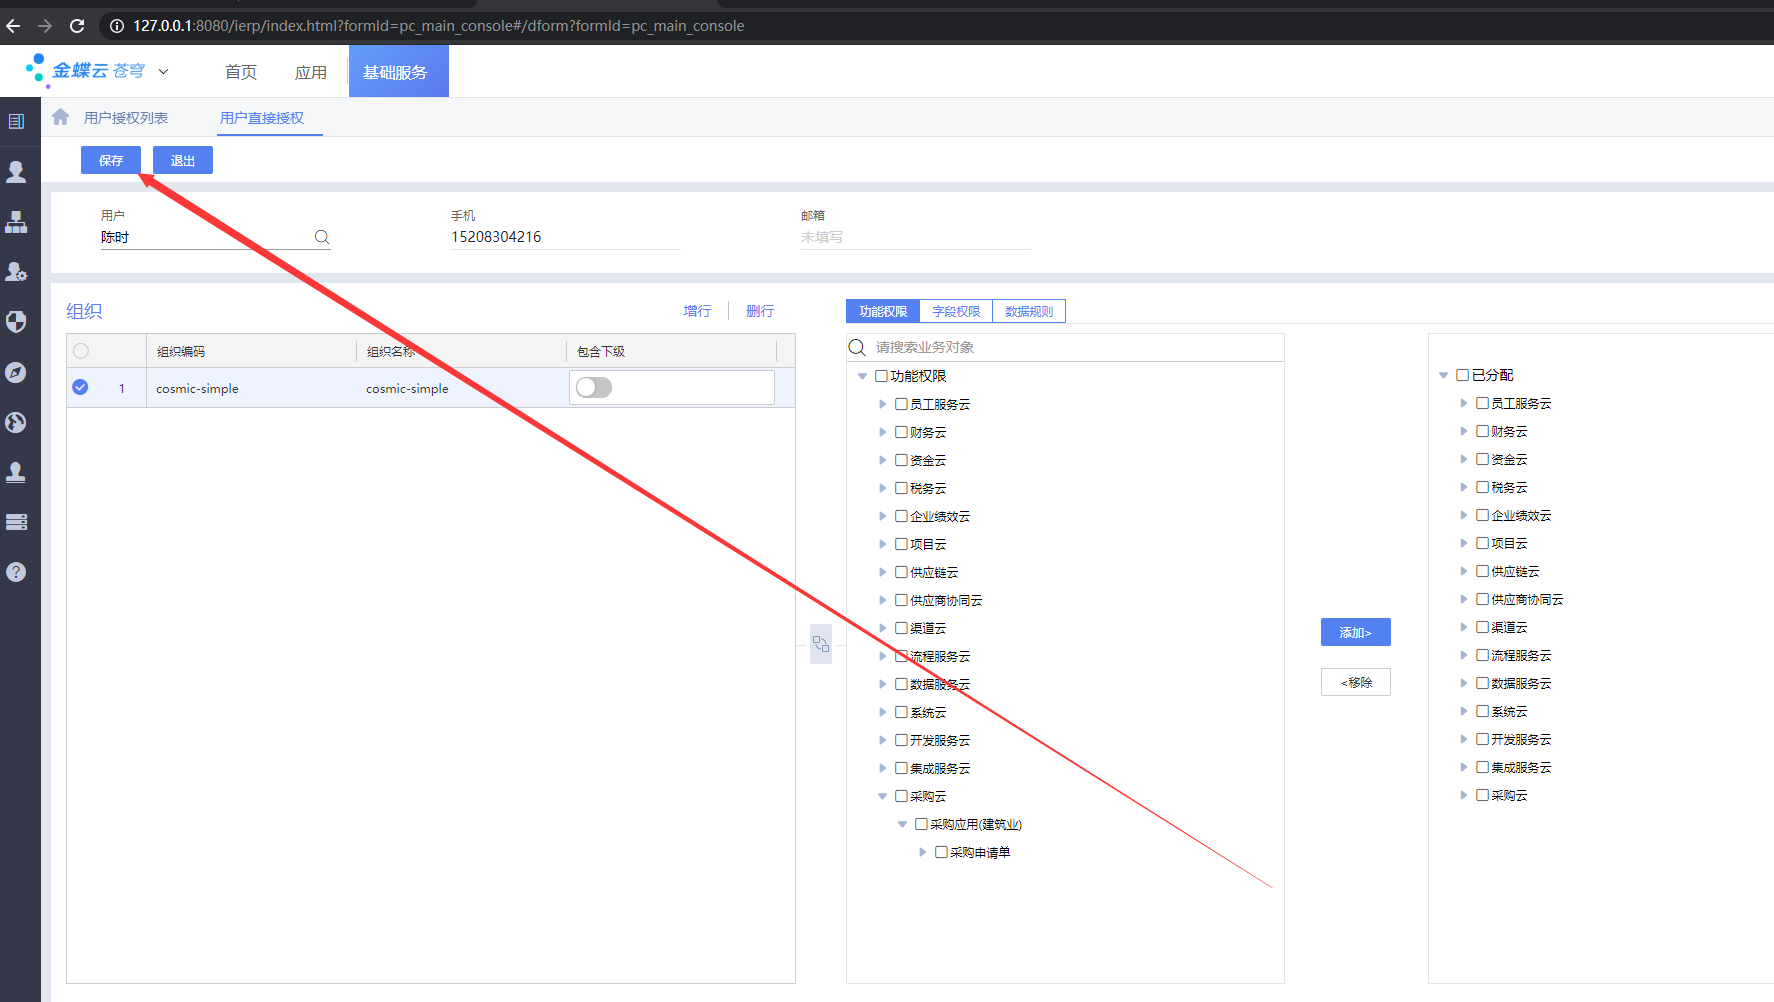 127.0.0.1:8080/ierp/index.html?formId=pc_main_console#/dform?formId=pc_main_console
金蝶云 苍穹
首页
应用
基础服务
用户授权列表
用户直接授权
保存
退出
用户
陈时
手机
15208304216
邮箱
未填写
组织
增行
删行
组织编码
组织名称
包含下级
1
cosmic-simple
cosmic-simple
功能权限
字段权限
数据规则
请搜索业务对象
功能权限
员工服务云
财务云
资金云
税务云
企业绩效云
项目云
供应链云
供应商协同云
渠道云
流程服务云
数据服务云
系统云
开发服务云
集成服务云
采购云
采购应用(建筑业)
采购申请单
添加>
<移除
已分配
员工服务云
财务云
资金云
税务云
企业绩效云
项目云
供应链云
供应商协同云
渠道云
流程服务云
数据服务云
系统云
开发服务云
集成服务云
采购云